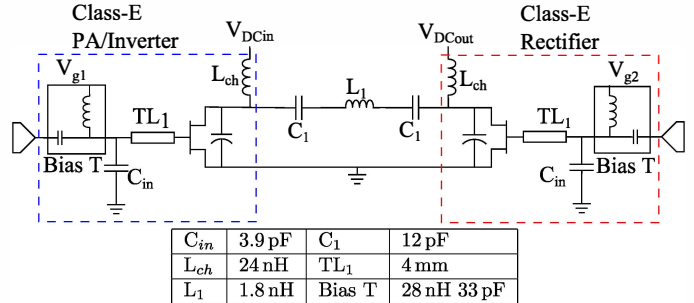 Class-E
PA/Inverter
Class-E
Rectifier
V_DCin
V_DCout
V_g1
L_ch
L_1
L_ch
V_g2
TL_1
C_1
C_1
TL_1
Bias T
C_in
C_in
Bias T
C_in 3.9 pF C_1 12 pF
L_ch 24 nH TL_1 4 mm
L_1 1.8 nH Bias T 28 nH 33 pF